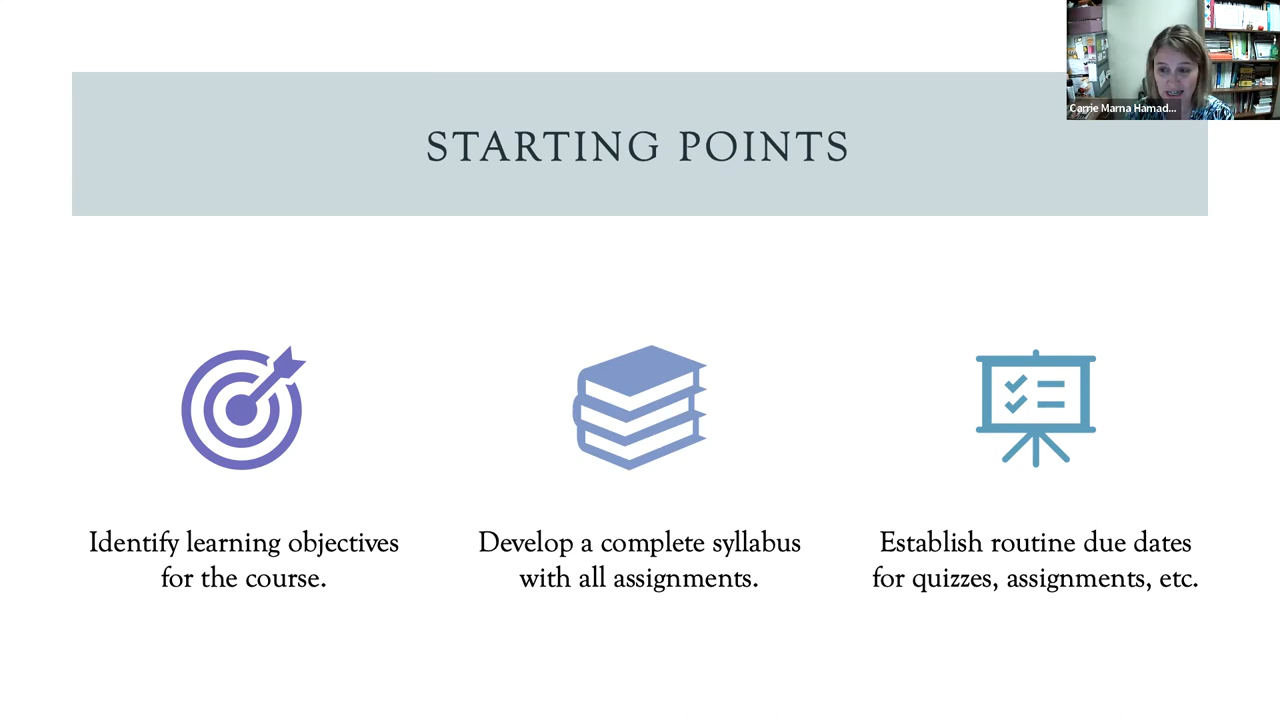 Carrie Marna Hamad...
STARTING POINTS
Identify learning objectives
for the course.
Develop a complete syllabus
with all assignments.
Establish routine due dates
for quizzes, assignments, etc.